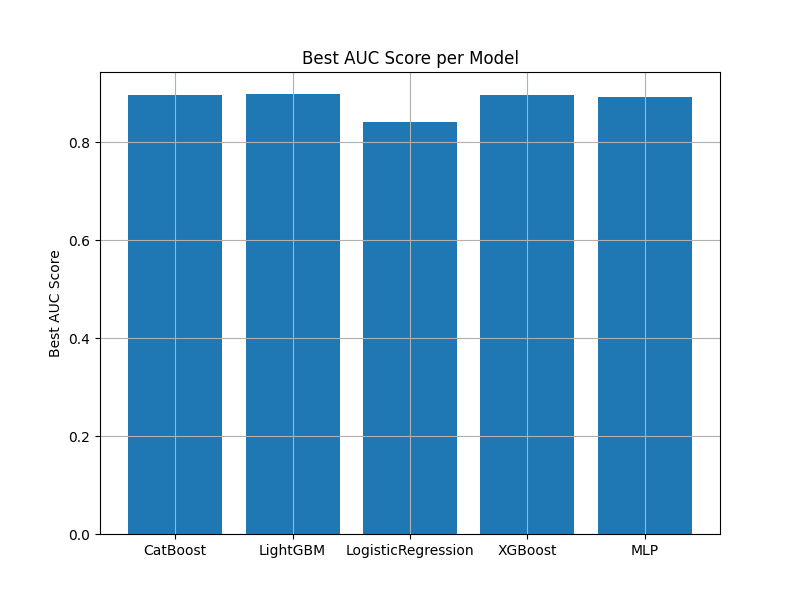 Best AUC Score per Model
Best AUC Score
0.8
0.6
0.4
0.2
0.0
CatBoost LightGBM LogisticRegression XGBoost MLP